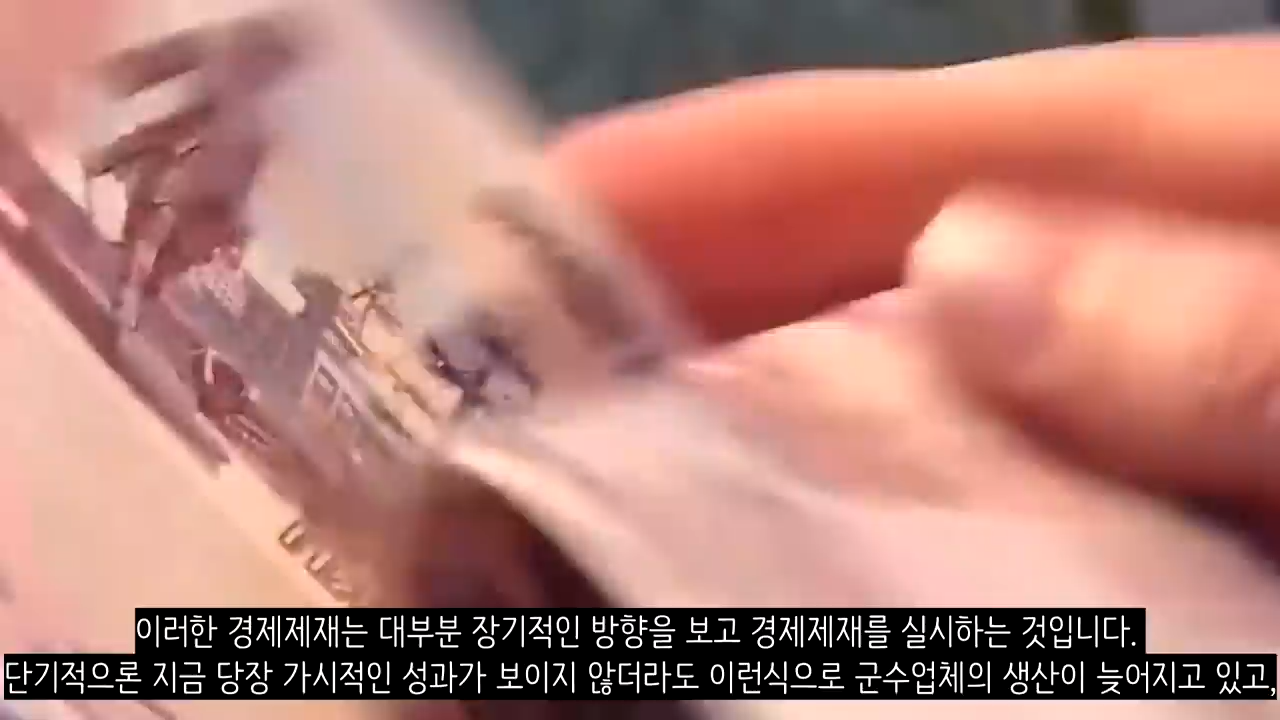 이러한 경제제재는 대부분 장기적인 방향을 보고 경제제재를 실시하는 것입니다.
단기적으론 지금 당장 가시적인 성과가 보이지 않더라도 이런식으로 군수업체의 생산이 늦어지고 있고,